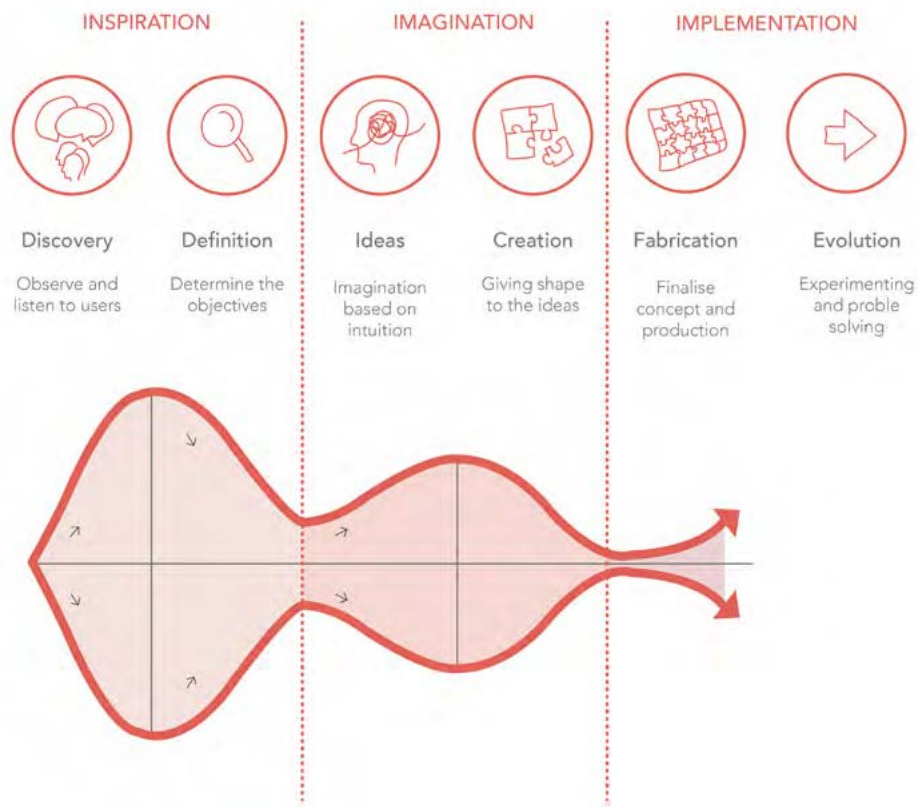 INSPIRATION
IMAGINATION
IMPLEMENTATION
Discovery
Definition
Ideas
Creation
Fabrication
Evolution
Observe and
listen to users
Determine the
objectives
Imagination
based on
intuition
Giving shape
to the ideas
Finalise
concept and
production
Experimenting
and proble
solving